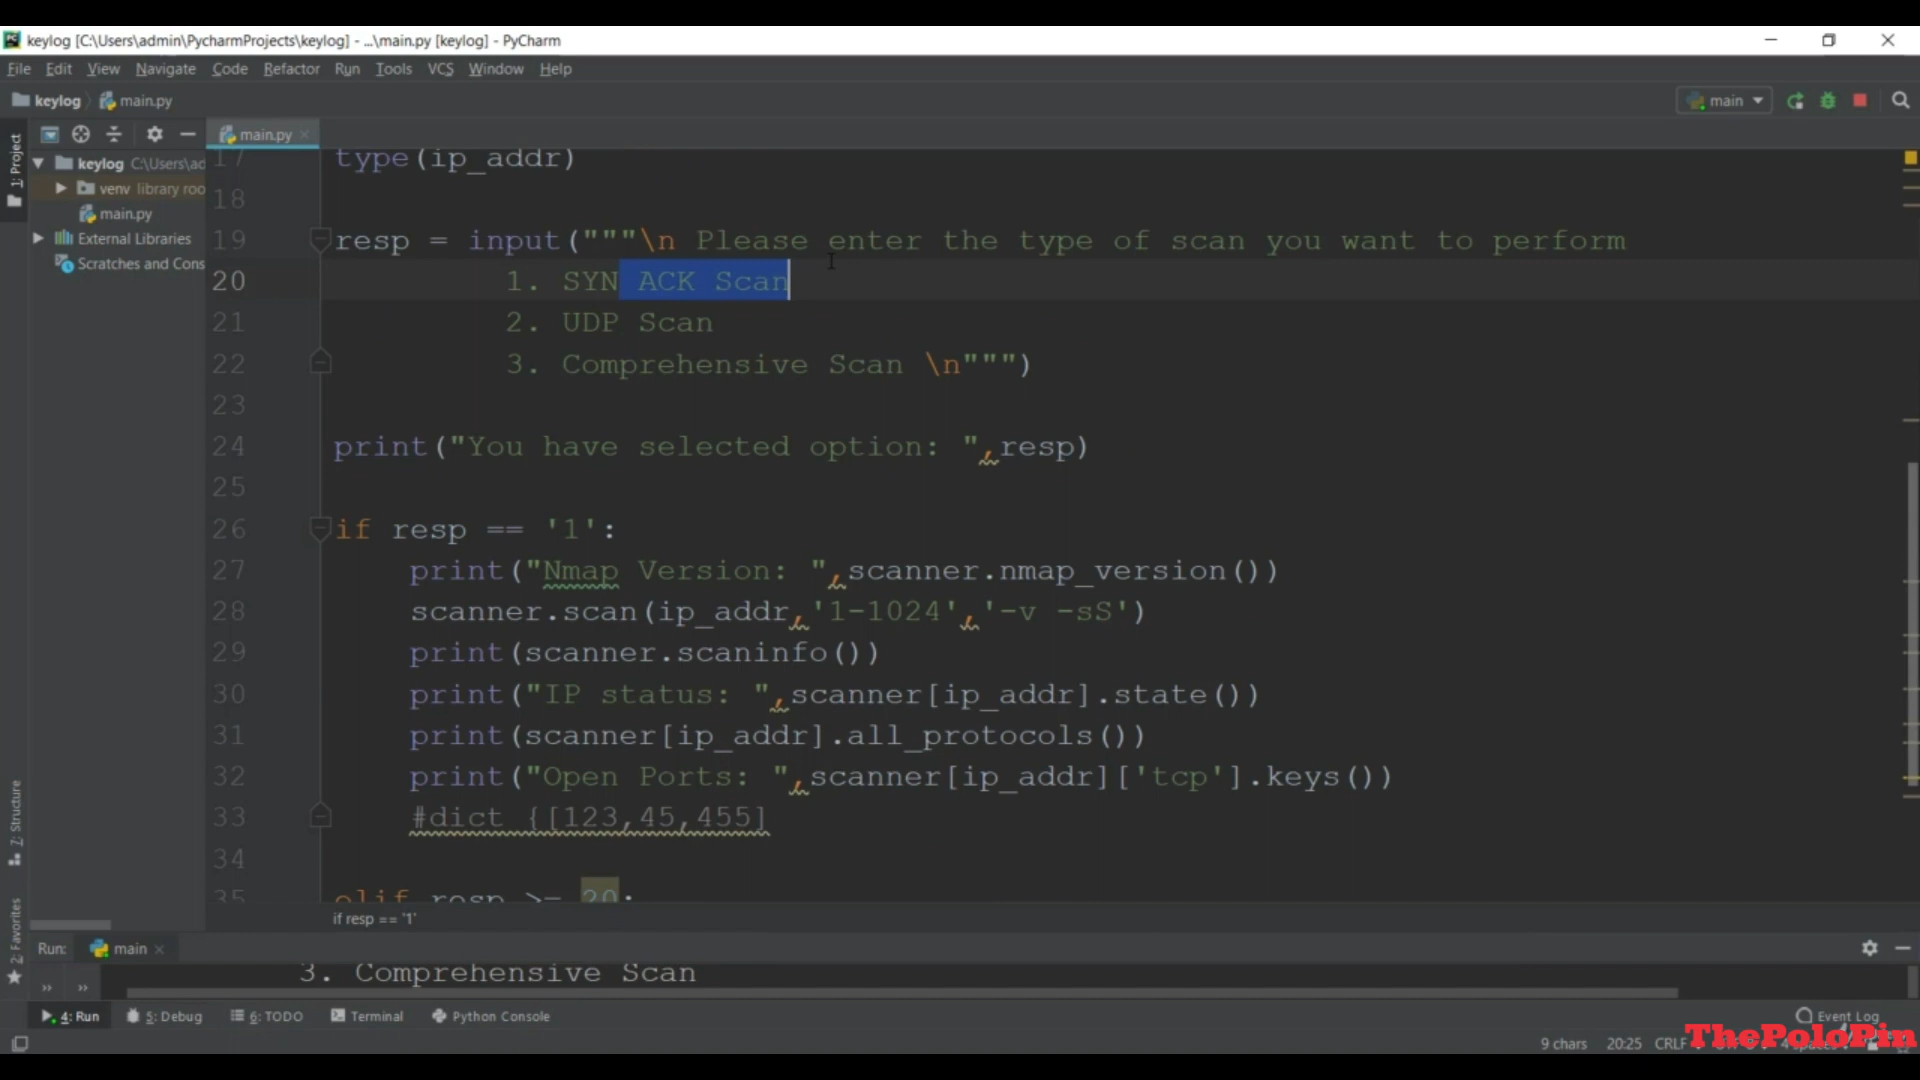 keylog [C:\Users\admin\PycharmProjects\keylog] - ...\main.py [keylog] - PyCharm
File Edit View Navigate Code Refactor Run Tools VCS Window Help
keylog main.py
main
1: Project
main.py
keylog C:\Users\ad
venv library roo
main.py
External Libraries
Scratches and Cons
17 type(ip_addr)
18
19 resp = input("""\n Please enter the type of scan you want to perform
20 1. SYN ACK Scan
21 2. UDP Scan
22 3. Comprehensive Scan \n""")
23
24 print("You have selected option: ",resp)
25
26 if resp == '1':
27 print("Nmap Version: ",scanner.nmap_version())
28 scanner.scan(ip_addr,'1-1024','-v -sS')
29 print(scanner.scaninfo())
30 print("IP status: ",scanner[ip_addr].state())
31 print(scanner[ip_addr].all_protocols())
32 print("Open Ports: ",scanner[ip_addr]['tcp'].keys())
33 #dict {[123,45,455]
34
35 elif resp >= 20:
if resp == '1'
Z: Structure
2: Favorites
Run: main
3. Comprehensive Scan
4: Run 5: Debug 6: TODO Terminal Python Console
Event Log
9 chars 20:25 CRLF
ThePoloPin